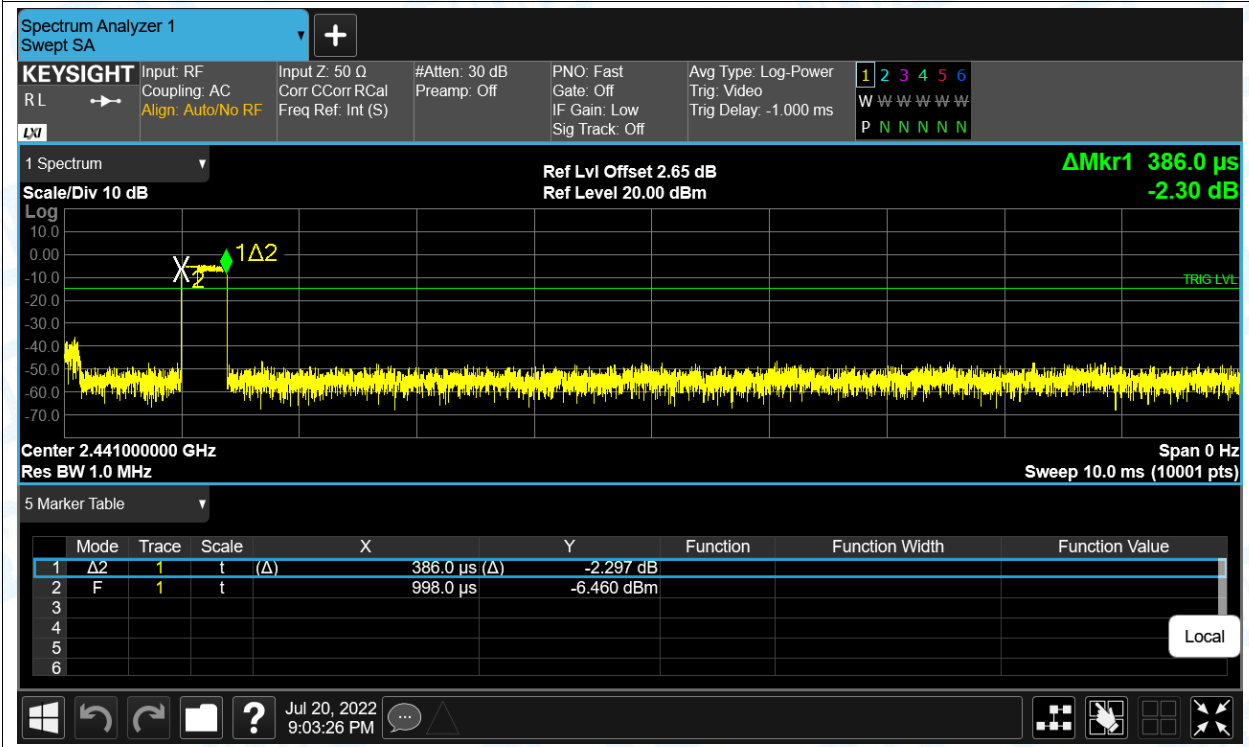 Spectrum Analyzer 1
Swept SA
KEYSIGHT
R L
LXI
Input: RF
Coupling: AC
Align: Auto/No RF
Input Z: 50 Ω
Corr CCorr RCal
Freq Ref: Int (S)
#Atten: 30 dB
Preamp: Off
PNO: Fast
Gate: Off
IF Gain: Low
Sig Track: Off
Avg Type: Log-Power
Trig: Video
Trig Delay: -1.000 ms
1 2 3 4 5 6
W W W W W W
P N N N N N
1 Spectrum
Scale/Div 10 dB
Ref Lvl Offset 2.65 dB
Ref Level 20.00 dBm
ΔMkr1 386.0 µs
-2.30 dB
Log
10.0
0.00
-10.0
-20.0
-30.0
-40.0
-50.0
-60.0
-70.0
X2
1Δ2
TRIG LVL
Center 2.441000000 GHz
Res BW 1.0 MHz
Span 0 Hz
Sweep 10.0 ms (10001 pts)
5 Marker Table
Mode Trace Scale X Y Function Function Width Function Value
1 Δ2 1 t (Δ) 386.0 µs (Δ) -2.297 dB
2 F 1 t 998.0 µs -6.460 dBm
3
4
5
6
Local
?
Jul 20, 2022
9:03:26 PM